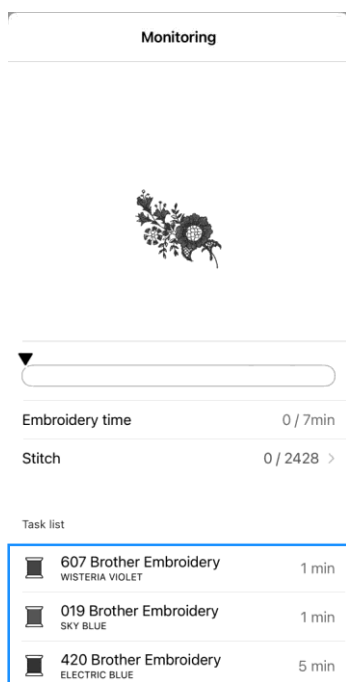 Monitoring
Embroidery time 0 / 7min
Stitch 0 / 2428 >
Task list
607 Brother Embroidery 1 min
WISTERIA VIOLET
019 Brother Embroidery 1 min
SKY BLUE
420 Brother Embroidery 5 min
ELECTRIC BLUE